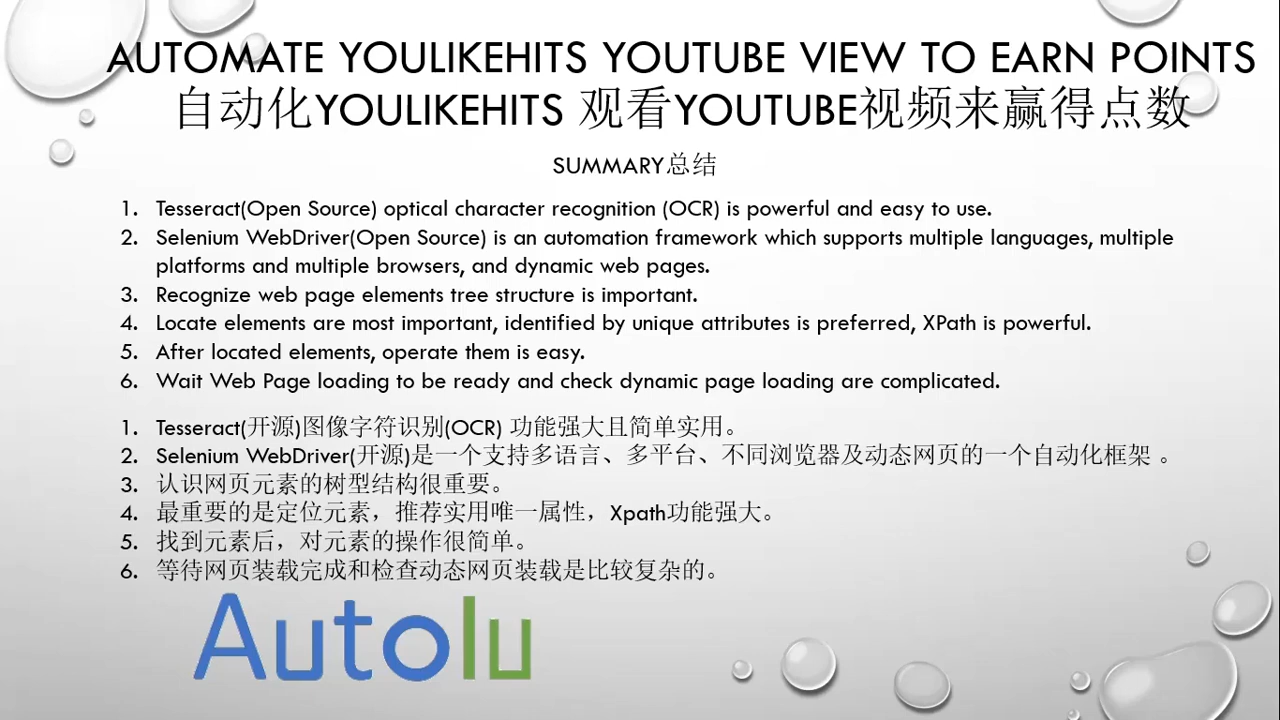 AUTOMATE YOULIKEHITS YOUTUBE VIEW TO EARN POINTS
自动化YOULIKEHITS 观看YOUTUBE视频来赢得点数
SUMMARY总结
1. Tesseract(Open Source) optical character recognition (OCR) is powerful and easy to use.
2. Selenium WebDriver(Open Source) is an automation framework which supports multiple languages, multiple
platforms and multiple browsers, and dynamic web pages.
3. Recognize web page elements tree structure is important.
4. Locate elements are most important, identified by unique attributes is preferred, XPath is powerful.
5. After located elements, operate them is easy.
6. Wait Web Page loading to be ready and check dynamic page loading are complicated.
1. Tesseract(开源)图像字符识别(OCR) 功能强大且简单实用。
2. Selenium WebDriver(开源)是一个支持多语言、多平台、不同浏览器及动态网页的一个自动化框架 。
3. 认识网页元素的树型结构很重要。
4. 最重要的是定位元素，推荐实用唯一属性，Xpath功能强大。
5. 找到元素后，对元素的操作很简单。
6. 等待网页装载完成和检查动态网页装载是比较复杂的。
Autolu